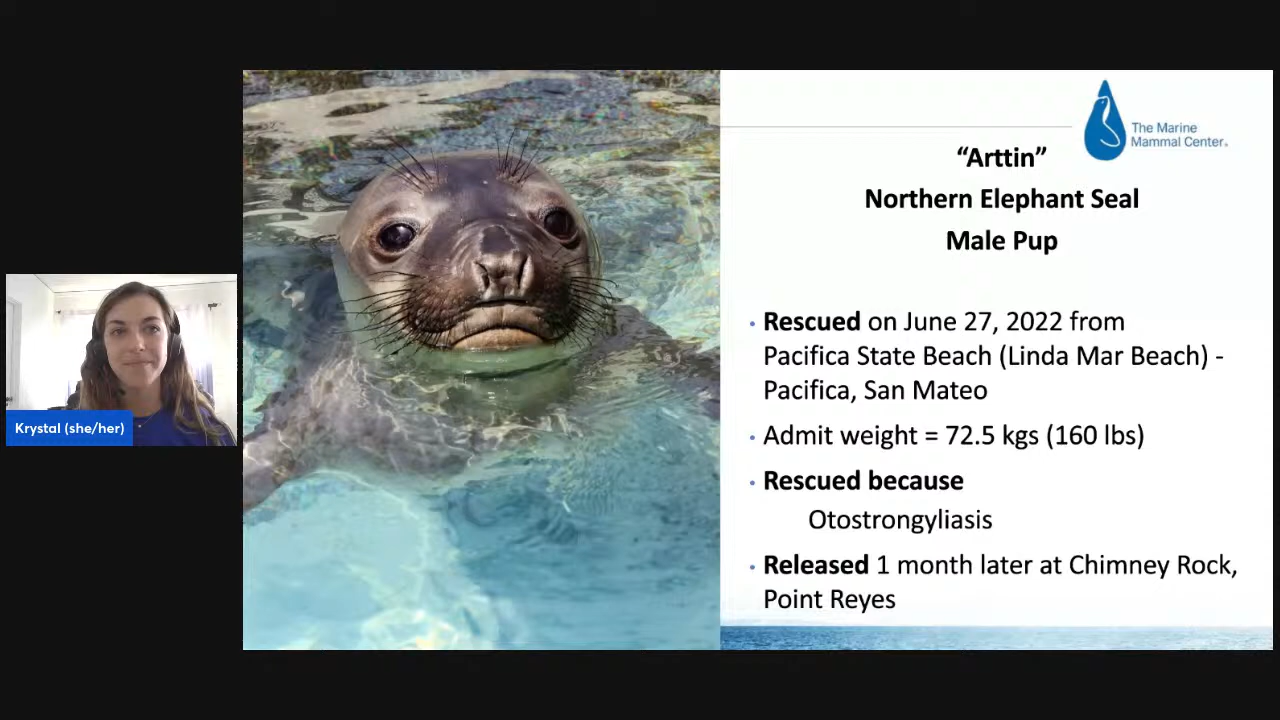 The Marine
Mammal Center®
“Arttin”
Northern Elephant Seal
Male Pup
• Rescued on June 27, 2022 from
Pacifica State Beach (Linda Mar Beach) -
Pacifica, San Mateo
• Admit weight = 72.5 kgs (160 lbs)
• Rescued because
Otostrongyliasis
• Released 1 month later at Chimney Rock,
Point Reyes
Krystal (she/her)